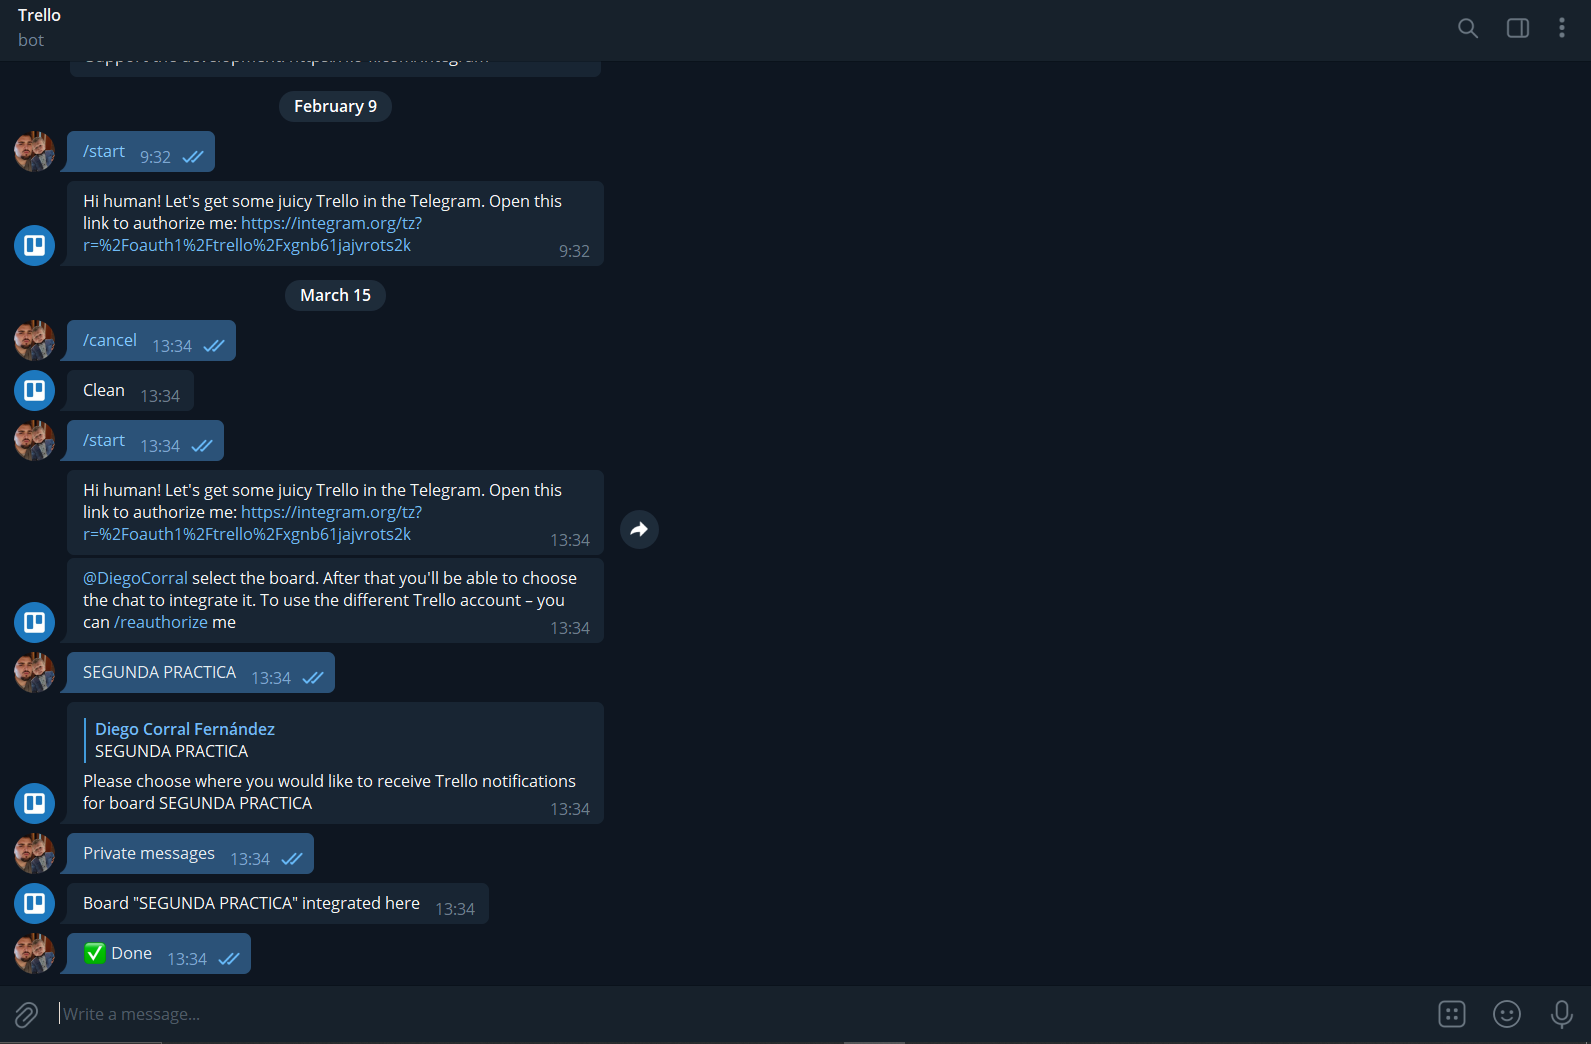 Trello
bot
February 9
/start 9:32
Hi human! Let's get some juicy Trello in the Telegram. Open this
link to authorize me: https://integram.org/tz?
r=%2Foauth1%2Ftrello%2Fxgnb61jajvrots2k
9:32
March 15
/cancel 13:34
Clean 13:34
/start 13:34
Hi human! Let's get some juicy Trello in the Telegram. Open this
link to authorize me: https://integram.org/tz?
r=%2Foauth1%2Ftrello%2Fxgnb61jajvrots2k
13:34
@DiegoCorral select the board. After that you'll be able to choose
the chat to integrate it. To use the different Trello account – you
can /reauthorize me
13:34
SEGUNDA PRACTICA 13:34
Diego Corral Fernández
SEGUNDA PRACTICA
Please choose where you would like to receive Trello notifications
for board SEGUNDA PRACTICA
13:34
Private messages 13:34
Board "SEGUNDA PRACTICA" integrated here 13:34
✅ Done 13:34
Write a message...